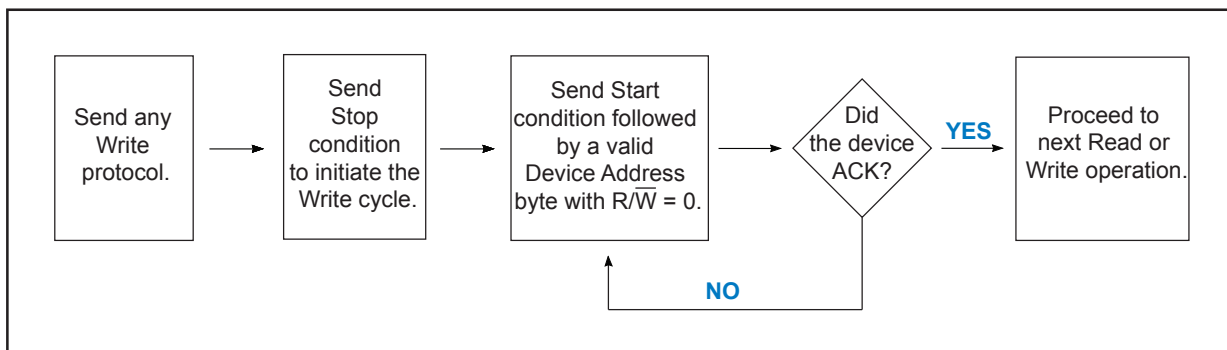 Send any
Write
protocol.
Send
Stop
condition
to initiate the
Write cycle.
Send Start
condition followed
by a valid
Device Address
byte with R/W̅ = 0.
Did
the device
ACK?
YES
Proceed to
next Read or
Write operation.
NO